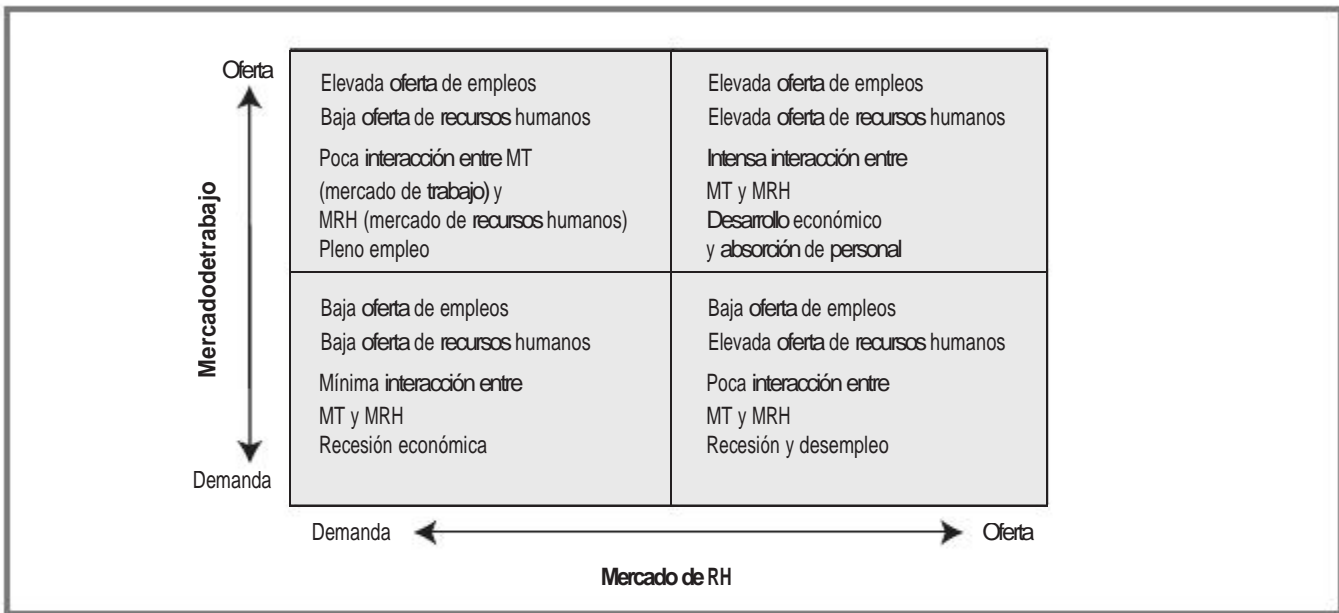 Oferta
Elevada oferta de empleos
Baja oferta de recursos humanos
Poca interacción entre MT
(mercado de trabajo) y
MRH (mercado de recursos humanos)
Pleno empleo
Elevada oferta de empleos
Elevada oferta de recursos humanos
Intensa interacción entre
MT y MRH
Desarrollo económico
y absorción de personal
Mercadodetrabajo
Baja oferta de empleos
Baja oferta de recursos humanos
Mínima interacción entre
MT y MRH
Recesión económica
Baja oferta de empleos
Elevada oferta de recursos humanos
Poca interacción entre
MT y MRH
Recesión y desempleo
Demanda
Demanda
Oferta
Mercado de RH